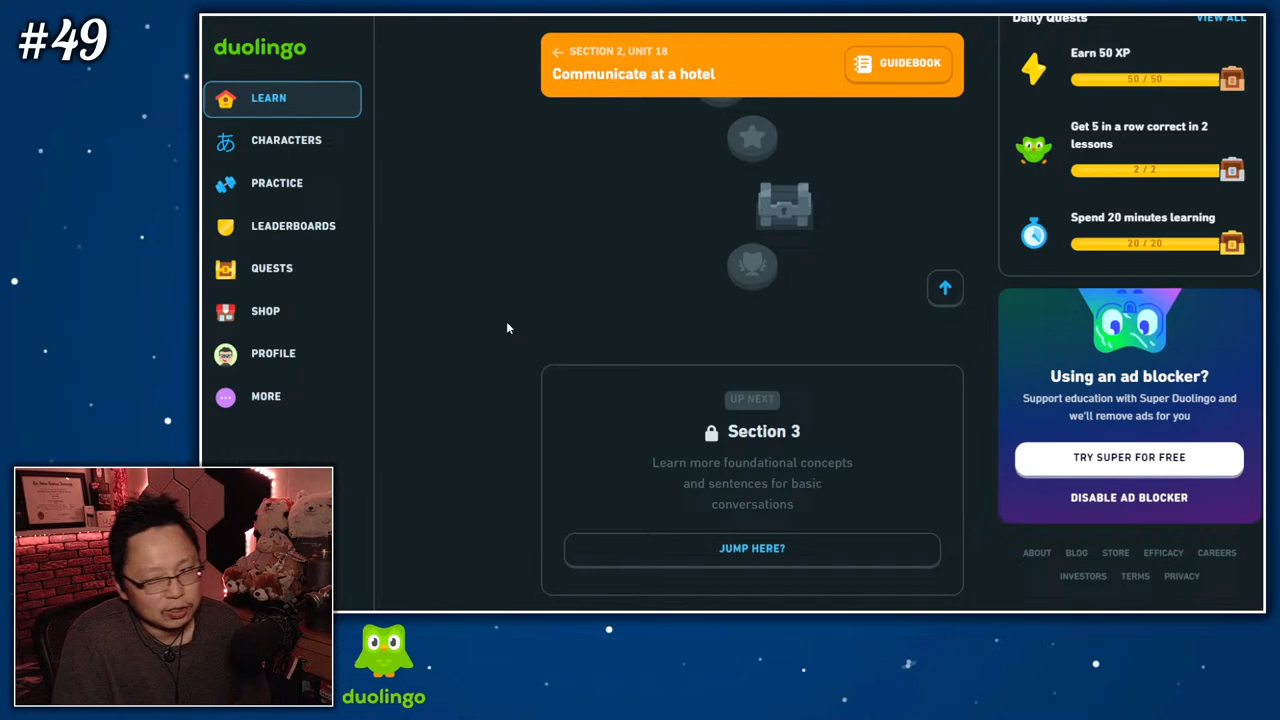 #49
duolingo
LEARN
あ CHARACTERS
PRACTICE
LEADERBOARDS
QUESTS
SHOP
PROFILE
MORE
← SECTION 2, UNIT 18
Communicate at a hotel
GUIDEBOOK
UP NEXT
Section 3
Learn more foundational concepts
and sentences for basic
conversations
JUMP HERE?
Daily Quests
VIEW ALL
Earn 50 XP
50 / 50
Get 5 in a row correct in 2
lessons
2 / 2
Spend 20 minutes learning
20 / 20
Using an ad blocker?
Support education with Super Duolingo and
we'll remove ads for you
TRY SUPER FOR FREE
DISABLE AD BLOCKER
ABOUT BLOG STORE EFFICACY CAREERS
INVESTORS TERMS PRIVACY
duolingo